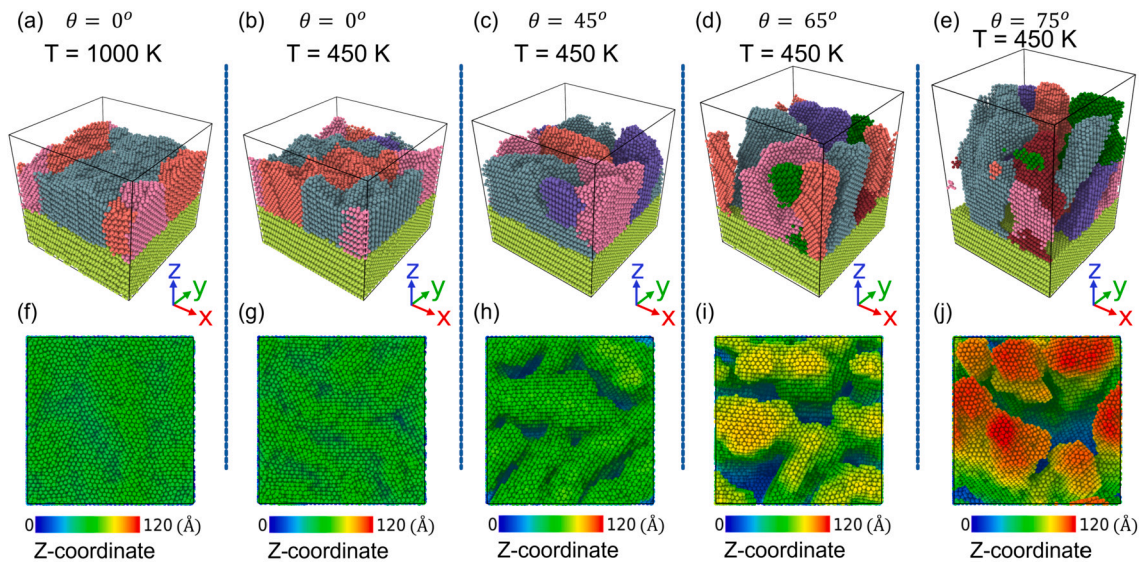 (a) θ = 0°
T = 1000 K
(b) θ = 0°
T = 450 K
(c) θ = 45°
T = 450 K
(d) θ = 65°
T = 450 K
(e) θ = 75°
T = 450 K
z
y
x
z
y
x
z
y
x
z
y
x
z
y
x
(f)
(g)
(h)
(i)
(j)
0 120 (Å)
Z-coordinate
0 120 (Å)
Z-coordinate
0 120 (Å)
Z-coordinate
0 120 (Å)
Z-coordinate
0 120 (Å)
Z-coordinate